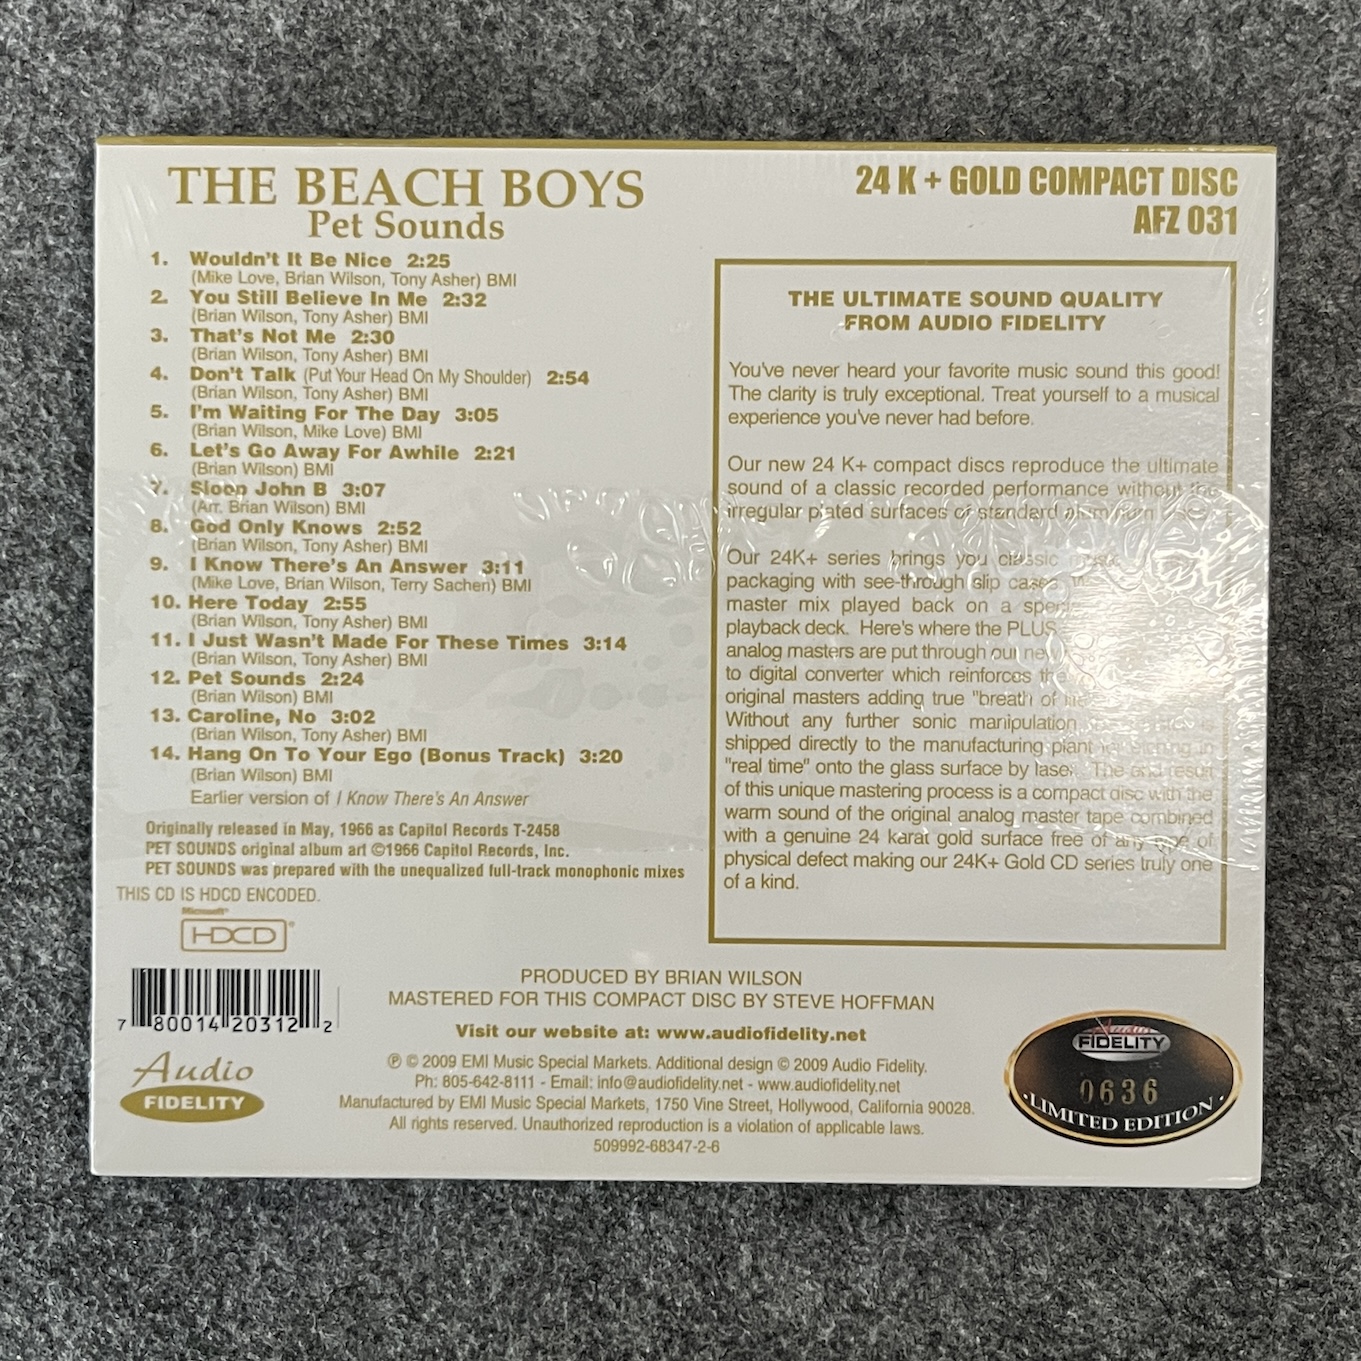 THE BEACH BOYS
Pet Sounds
1. Wouldn't It Be Nice 2:25
(Mike Love, Brian Wilson, Tony Asher) BMI
2. You Still Believe In Me 2:32
(Brian Wilson, Tony Asher) BMI
3. That's Not Me 2:30
(Brian Wilson, Tony Asher) BMI
4. Don't Talk (Put Your Head On My Shoulder) 2:54
(Brian Wilson, Tony Asher) BMI
5. I'm Waiting For The Day 3:05
(Brian Wilson, Mike Love) BMI
6. Let's Go Away For Awhile 2:21
(Brian Wilson) BMI
7. Sloop John B 3:07
(Arr. Brian Wilson) BMI
8. God Only Knows 2:52
(Brian Wilson, Tony Asher) BMI
9. I Know There's An Answer 3:11
(Mike Love, Brian Wilson, Terry Sachen) BMI
10. Here Today 2:55
(Brian Wilson, Tony Asher) BMI
11. I Just Wasn't Made For These Times 3:14
(Brian Wilson, Tony Asher) BMI
12. Pet Sounds 2:24
(Brian Wilson) BMI
13. Caroline, No 3:02
(Brian Wilson, Tony Asher) BMI
14. Hang On To Your Ego (Bonus Track) 3:20
(Brian Wilson) BMI
Earlier version of I Know There's An Answer
Originally released in May, 1966 as Capitol Records T-2458
PET SOUNDS original album art ©1966 Capitol Records, Inc.
PET SOUNDS was prepared with the unequalized full-track monophonic mixes
THIS CD IS HDCD ENCODED.
Microsoft®
HDCD®
24 K + GOLD COMPACT DISC
AFZ 031
THE ULTIMATE SOUND QUALITY
FROM AUDIO FIDELITY
You've never heard your favorite music sound this good!
The clarity is truly exceptional. Treat yourself to a musical
experience you've never had before.
Our new 24 K+ compact discs reproduce the ultimate
sound of a classic recorded performance without the
irregular plated surfaces of standard aluminum
Our 24K+ series brings you classic music
packaging with see-through slip cases.
master mix played back on a
playback deck. Here's where the PLUS
analog masters are put through our
to digital converter which reinforces
original masters adding true "breath of
Without any further sonic manipulation
shipped directly to the manufacturing plant for etching in
"real time" onto the glass surface by laser. The end result
of this unique mastering process is a compact disc with the
warm sound of the original analog master tape combined
with a genuine 24 karat gold surface free of any type of
physical defect making our 24K+ Gold CD series truly one
of a kind.
7 80014 20312 2
Audio
FIDELITY
PRODUCED BY BRIAN WILSON
MASTERED FOR THIS COMPACT DISC BY STEVE HOFFMAN
Visit our website at: www.audiofidelity.net
℗ © 2009 EMI Music Special Markets. Additional design © 2009 Audio Fidelity.
Ph: 805-642-8111 - Email: info@audiofidelity.net - www.audiofidelity.net
Manufactured by EMI Music Special Markets, 1750 Vine Street, Hollywood, California 90028.
All rights reserved. Unauthorized reproduction is a violation of applicable laws.
509992-68347-2-6
Audio
FIDELITY
0636
·LIMITED EDITION·